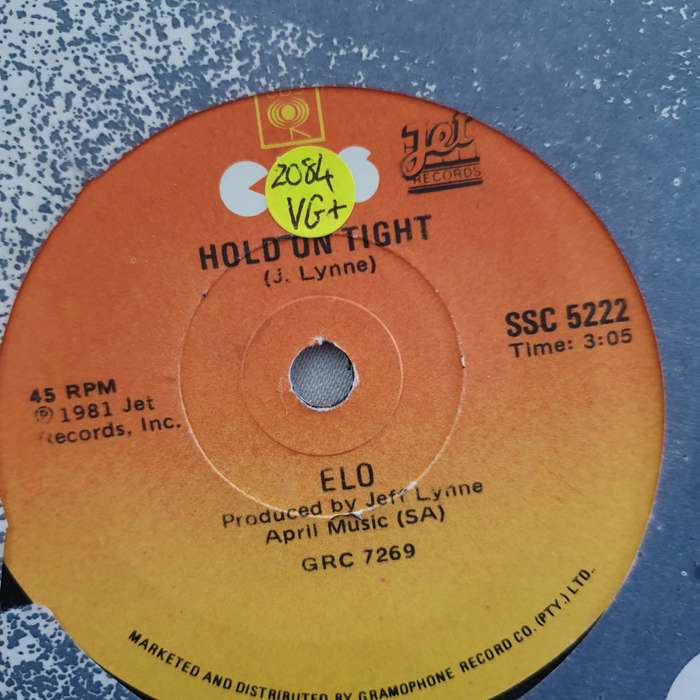 2084
VG+
Jet
RECORDS
HOLD ON TIGHT
(J. Lynne)
SSC 5222
Time: 3:05
45 RPM
Ⓟ 1981 Jet
Records, Inc.
ELO
Produced by Jeff Lynne
April Music (SA)
GRC 7269
MARKETED AND DISTRIBUTED BY GRAMOPHONE RECORD CO. (PTY.) LTD.